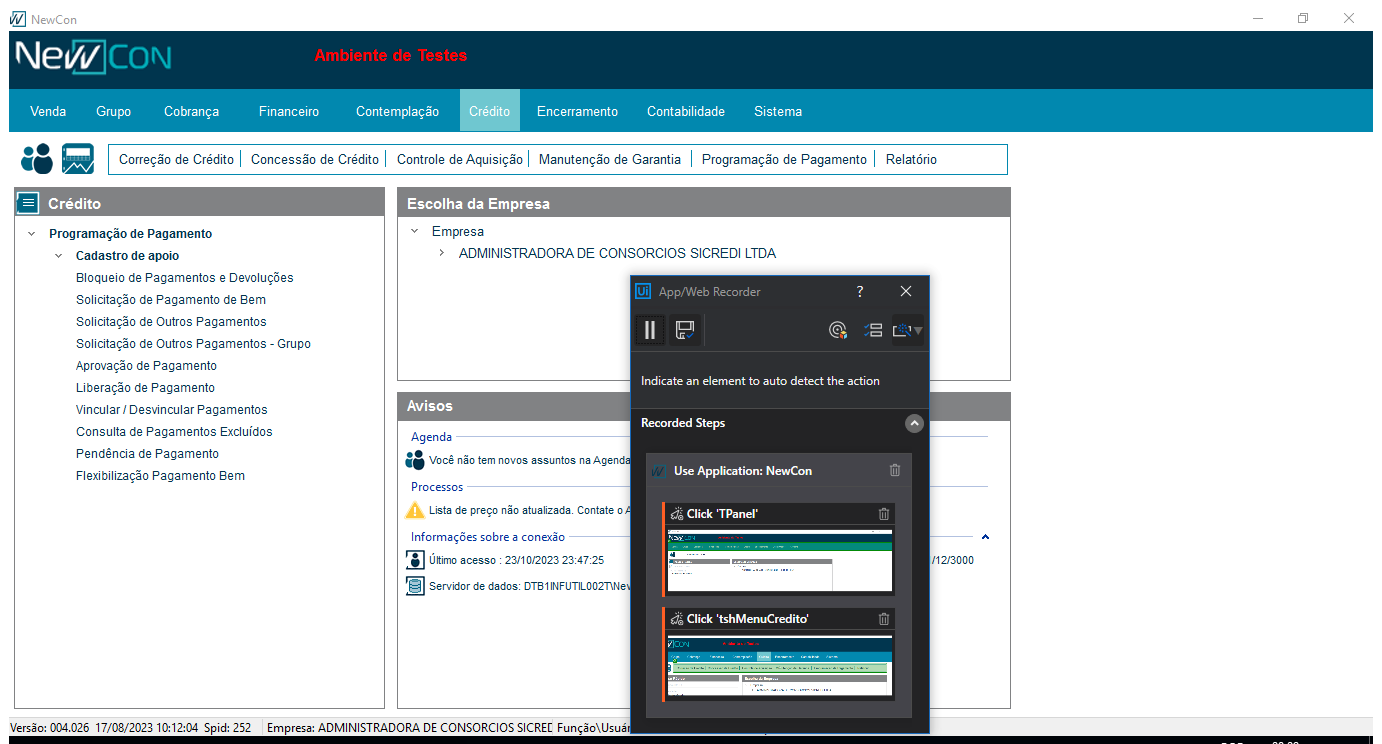 NewCon
NeWCON
Ambiente de Testes
Venda Grupo Cobrança Financeiro Contemplação Crédito Encerramento Contabilidade Sistema
Correção de Crédito Concessão de Crédito Controle de Aquisição Manutenção de Garantia Programação de Pagamento Relatório
Crédito
Programação de Pagamento
Cadastro de apoio
Bloqueio de Pagamentos e Devoluções
Solicitação de Pagamento de Bem
Solicitação de Outros Pagamentos
Solicitação de Outros Pagamentos - Grupo
Aprovação de Pagamento
Liberação de Pagamento
Vincular / Desvincular Pagamentos
Consulta de Pagamentos Excluídos
Pendência de Pagamento
Flexibilização Pagamento Bem
Escolha da Empresa
Empresa
ADMINISTRADORA DE CONSORCIOS SICREDI LTDA
Avisos
Agenda
Você não tem novos assuntos na Agenda
Processos
Lista de preço não atualizada. Contate o A
Informações sobre a conexão
Último acesso : 23/10/2023 23:47:25
/12/3000
Servidor de dados: DTB1INFUTIL002T\Nev
Ui App/Web Recorder ?
Indicate an element to auto detect the action
Recorded Steps
Use Application: NewCon
Click 'TPanel'
Click 'tshMenuCredito'
Versão: 004.026 17/08/2023 10:12:04 Spid: 252 Empresa: ADMINISTRADORA DE CONSORCIOS SICREDI Função\Usuár